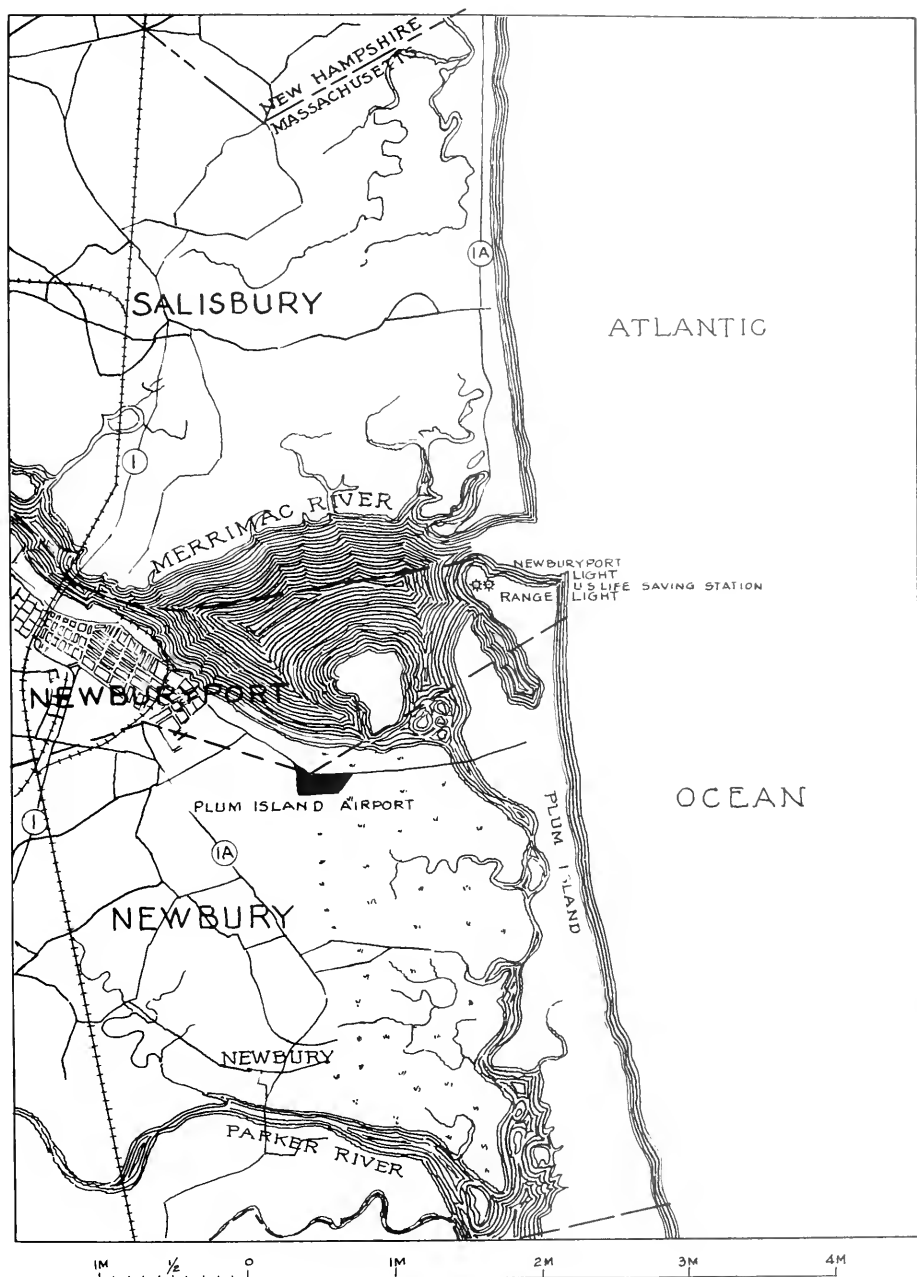 NEW HAMPSHIRE
MASSACHUSETTS
1A
SALISBURY
ATLANTIC
1
MERRIMAC RIVER
NEWBURYPORT
LIGHT
U S LIFE SAVING STATION
RANGE LIGHT
NEWBURYPORT
PLUM ISLAND AIRPORT
OCEAN
PLUM ISLAND
1
1A
NEWBURY
NEWBURY
PARKER RIVER
1M 1/2 0 1M 2M 3M 4M